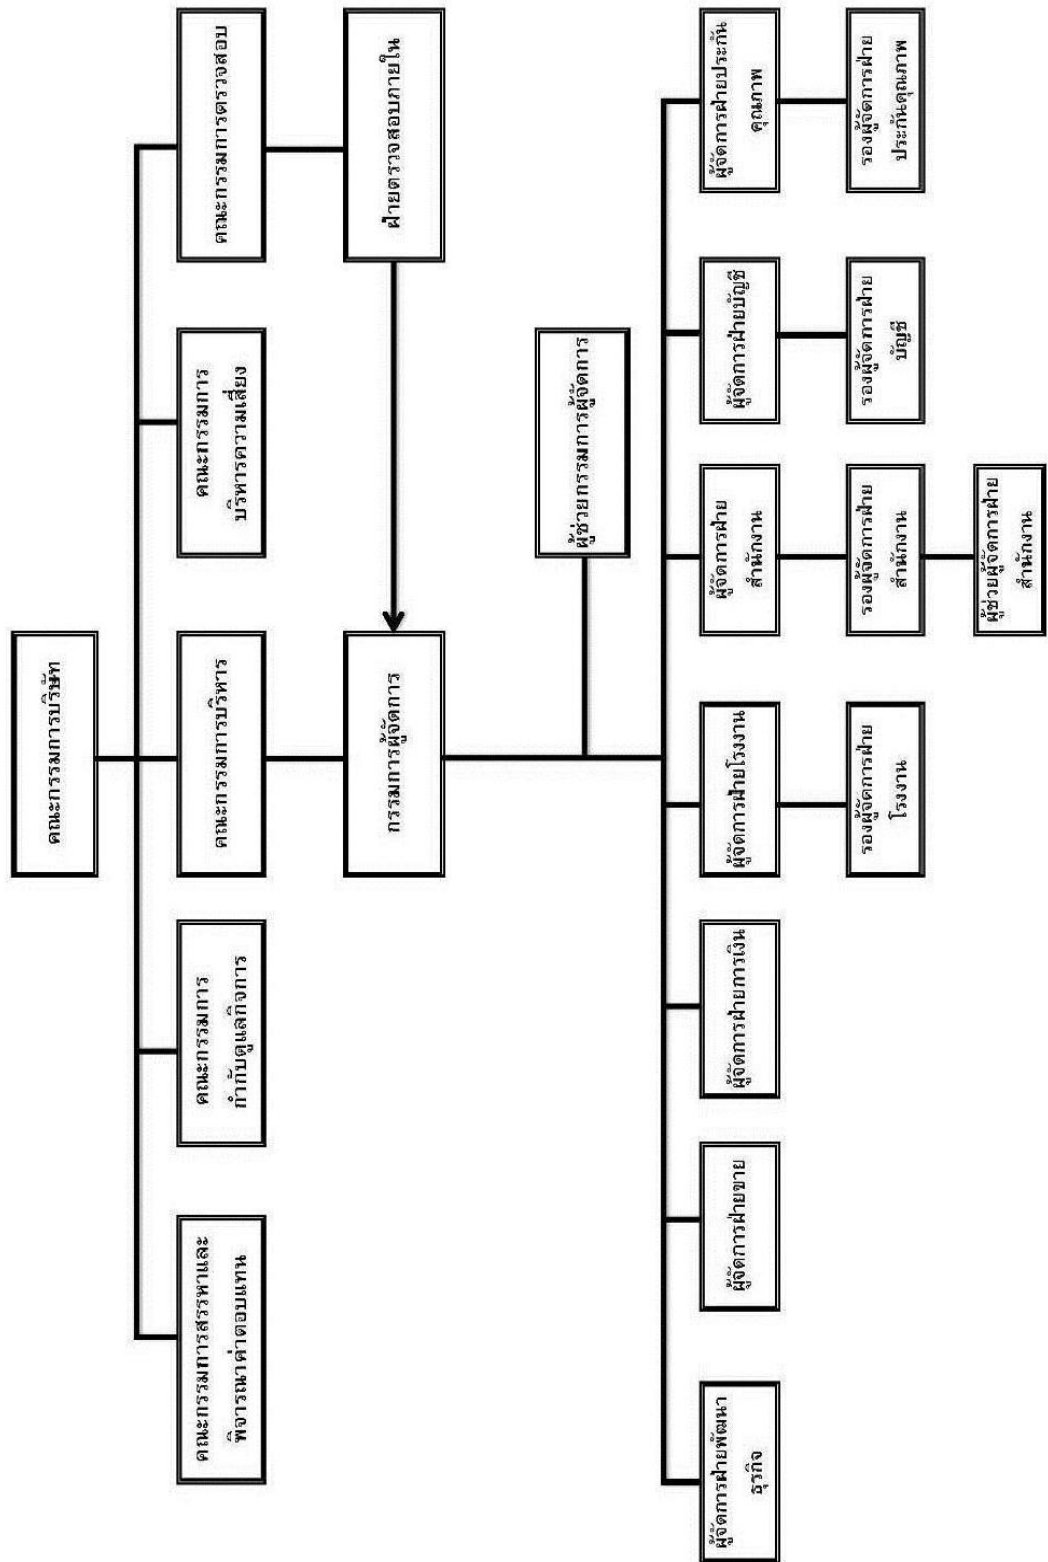 คณะกรรมการบริษัท
คณะกรรมการสรรหาและ
พิจารณาค่าตอบแทน
คณะกรรมการ
กำกับดูแลกิจการ
คณะกรรมการบริหาร
คณะกรรมการ
บริหารความเสี่ยง
คณะกรรมการตรวจสอบ
กรรมการผู้จัดการ
ฝ่ายตรวจสอบภายใน
ผู้ช่วยกรรมการผู้จัดการ
ผู้จัดการฝ่ายพัฒนา
ธุรกิจ
ผู้จัดการฝ่ายขาย
ผู้จัดการฝ่ายการเงิน
ผู้จัดการฝ่ายโรงงาน
ผู้จัดการฝ่าย
สำนักงาน
ผู้จัดการฝ่ายบัญชี
ผู้จัดการฝ่ายประกัน
คุณภาพ
รองผู้จัดการฝ่าย
โรงงาน
รองผู้จัดการฝ่าย
สำนักงาน
รองผู้จัดการฝ่าย
บัญชี
รองผู้จัดการฝ่าย
ประกันคุณภาพ
ผู้ช่วยผู้จัดการฝ่าย
สำนักงาน